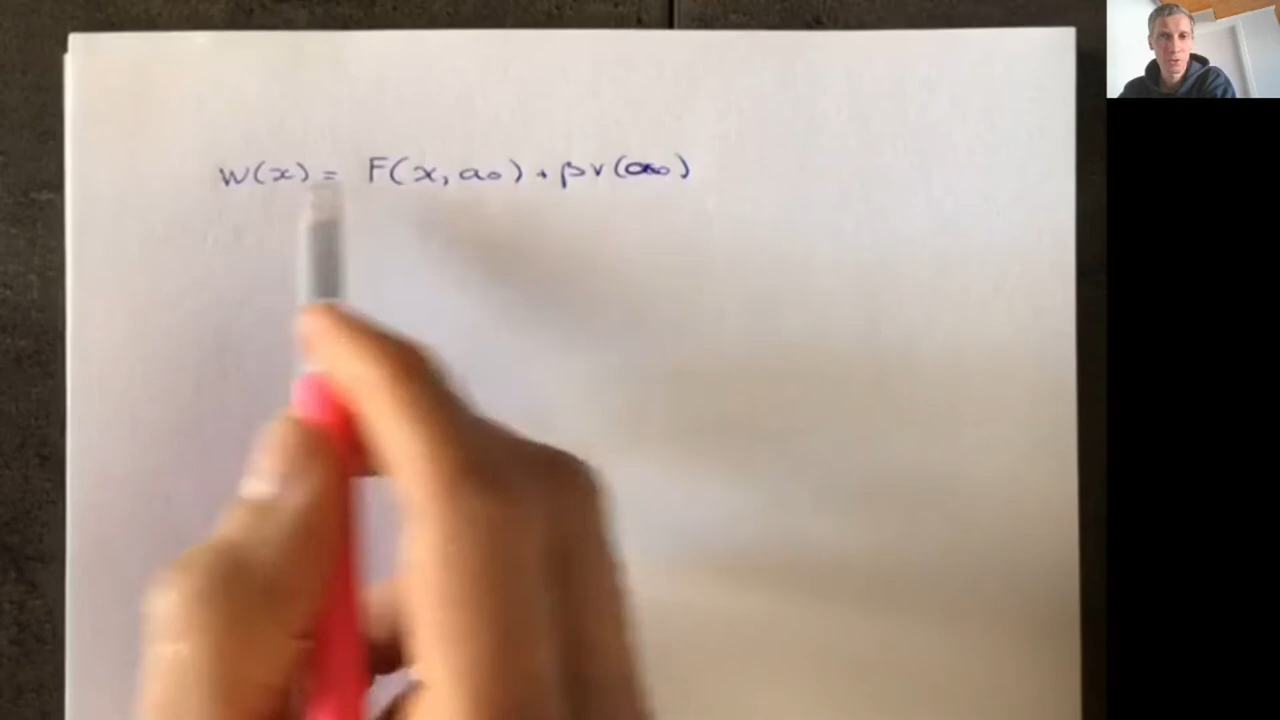 W(x) = F(x, a₀) + βv(a₀)